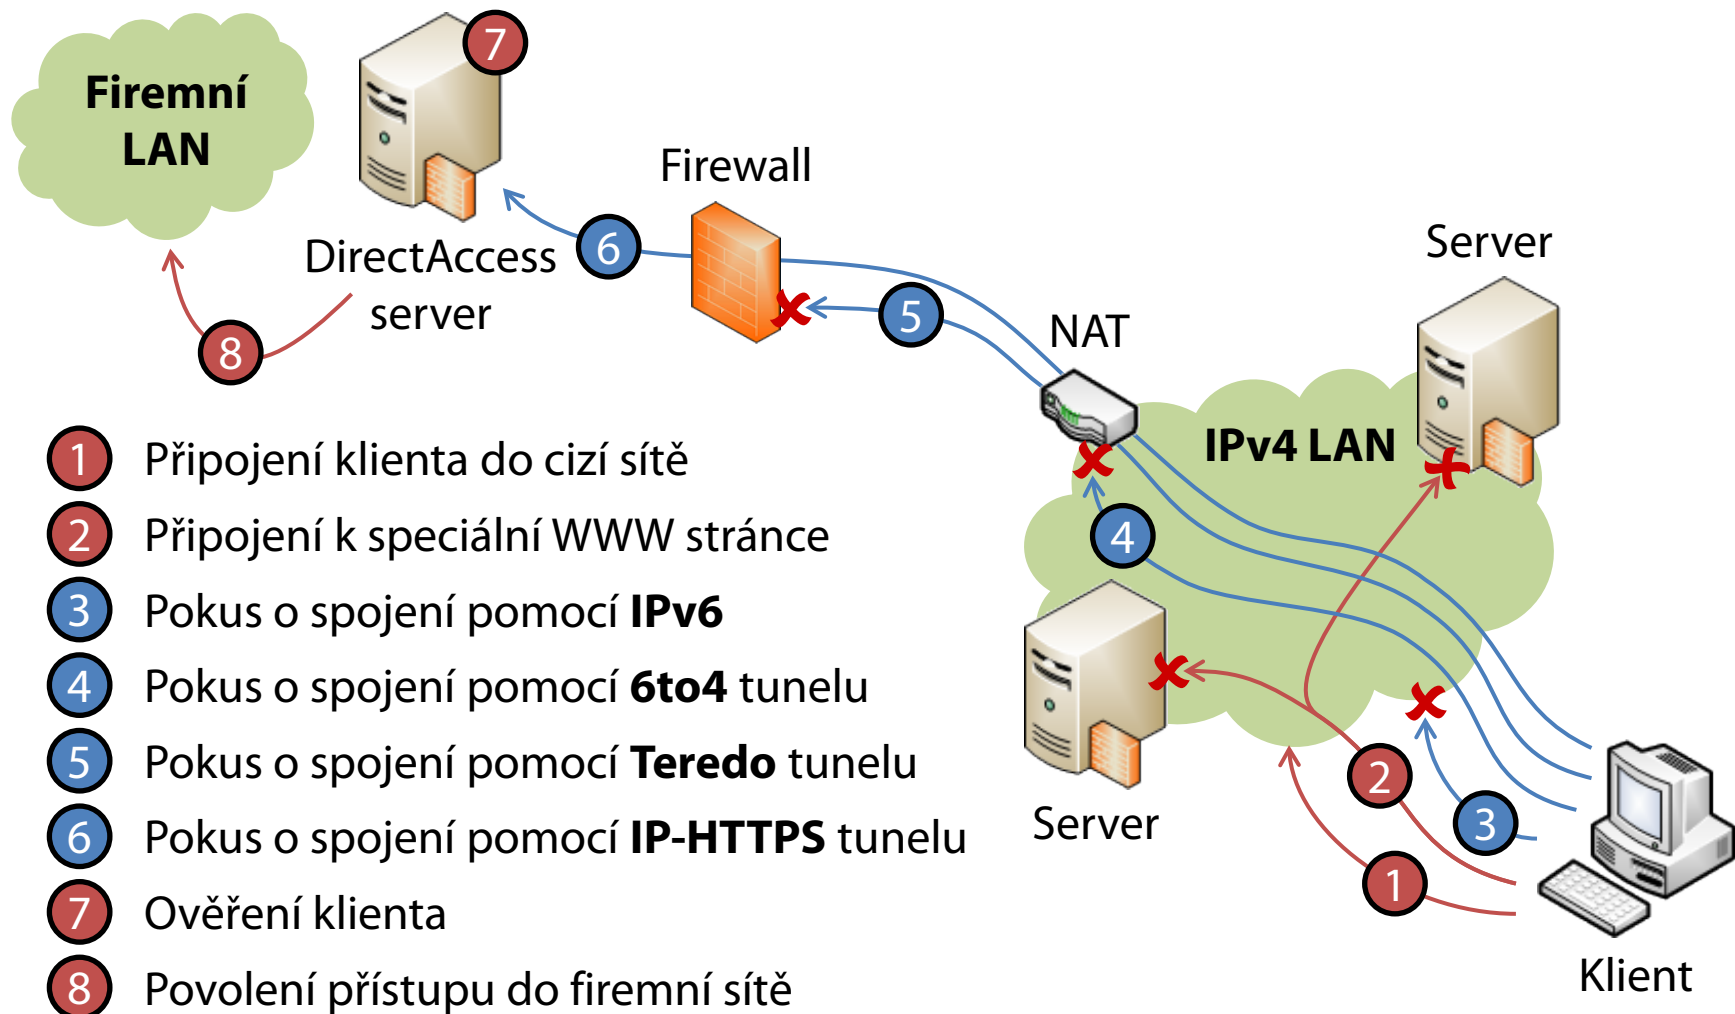 Firemní
LAN
7
Firewall
DirectAccess
server
6
5
8
NAT
Server
IPv4 LAN
4
Server
2
3
1
Klient
1 Připojení klienta do cizí sítě
2 Připojení k speciální WWW stránce
3 Pokus o spojení pomocí IPv6
4 Pokus o spojení pomocí 6to4 tunelu
5 Pokus o spojení pomocí Teredo tunelu
6 Pokus o spojení pomocí IP-HTTPS tunelu
7 Ověření klienta
8 Povolení přístupu do firemní sítě